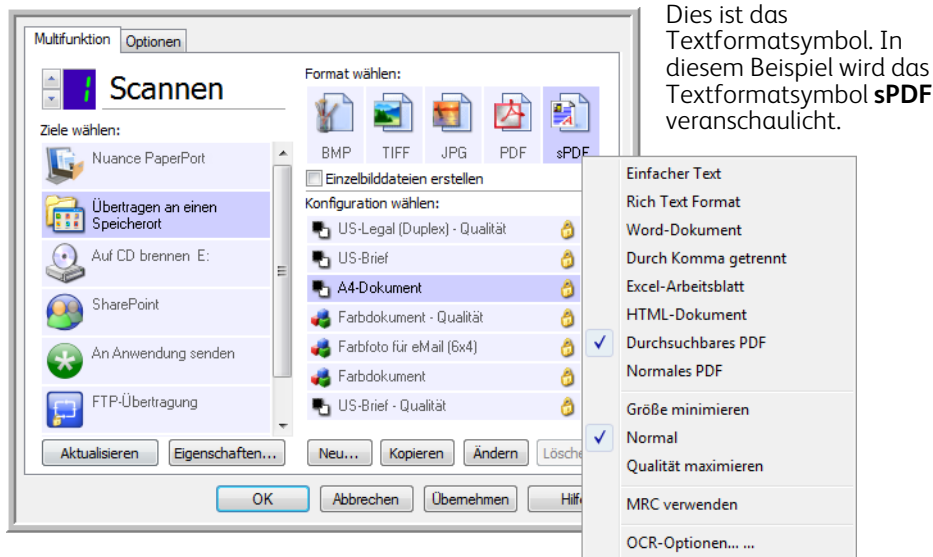 Dies ist das
Textformatsymbol. In
diesem Beispiel wird das
Textformatsymbol sPDF
veranschaulicht.
Multifunktion Optionen
1 Scannen
Ziele wählen:
Nuance PaperPort
Übertragen an einen
Speicherort
Auf CD brennen E:
SharePoint
An Anwendung senden
FTP-Übertragung
Aktualisieren Eigenschaften...
Format wählen:
BMP TIFF JPG PDF sPDF
Einzelbilddateien erstellen
Konfiguration wählen:
US-Legal (Duplex) - Qualität
US-Brief
A4-Dokument
Farbdokument - Qualität
Farbfoto für eMail (6x4)
Farbdokument
US-Brief - Qualität
Neu... Kopieren Ändern Lösche
OK Abbrechen Übernehmen Hilfe
Einfacher Text
Rich Text Format
Word-Dokument
Durch Komma getrennt
Excel-Arbeitsblatt
HTML-Dokument
Durchsuchbares PDF
Normales PDF
Größe minimieren
Normal
Qualität maximieren
MRC verwenden
OCR-Optionen... ...